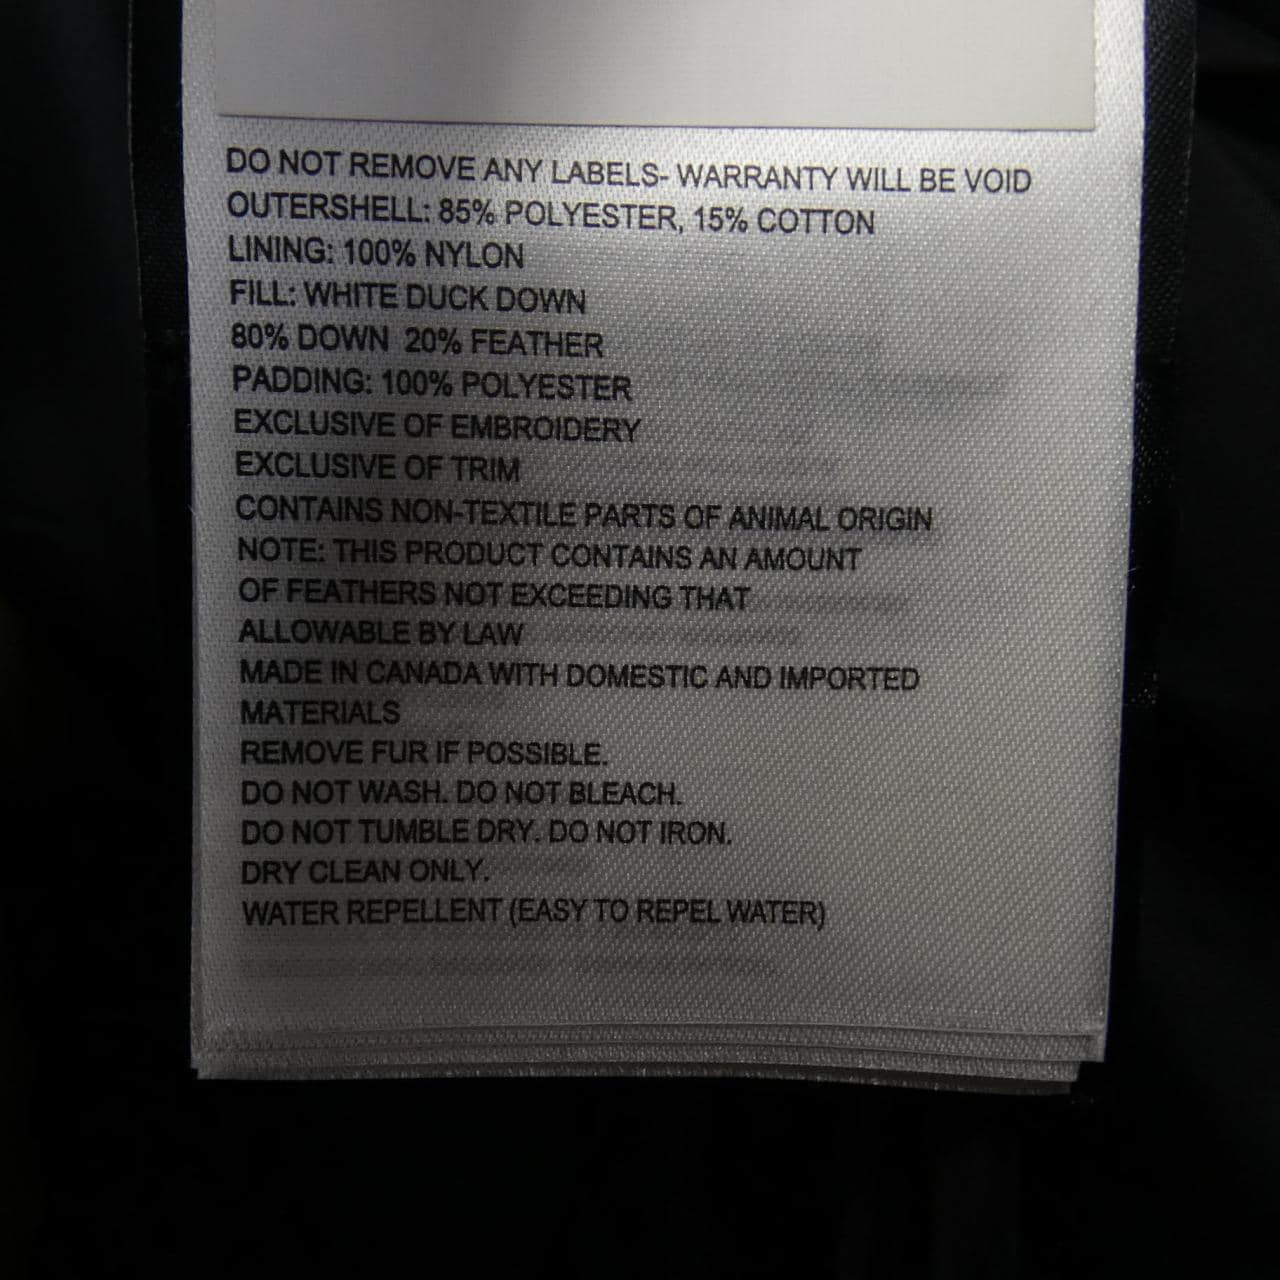 DO NOT REMOVE ANY LABELS- WARRANTY WILL BE VOID
OUTERSHELL: 85% POLYESTER, 15% COTTON
LINING: 100% NYLON
FILL: WHITE DUCK DOWN
80% DOWN 20% FEATHER
PADDING: 100% POLYESTER
EXCLUSIVE OF EMBROIDERY
EXCLUSIVE OF TRIM
CONTAINS NON-TEXTILE PARTS OF ANIMAL ORIGIN
NOTE: THIS PRODUCT CONTAINS AN AMOUNT
OF FEATHERS NOT EXCEEDING THAT
ALLOWABLE BY LAW
MADE IN CANADA WITH DOMESTIC AND IMPORTED
MATERIALS
REMOVE FUR IF POSSIBLE.
DO NOT WASH. DO NOT BLEACH.
DO NOT TUMBLE DRY. DO NOT IRON.
DRY CLEAN ONLY.
WATER REPELLENT (EASY TO REPEL WATER)